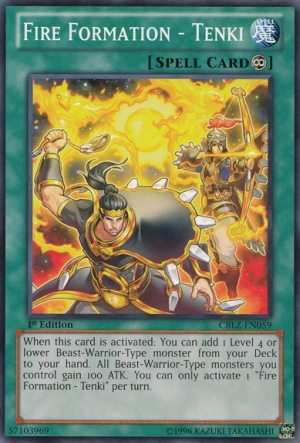 FIRE FORMATION - TENKI
SPELL
[SPELL CARD]
1st Edition
CBLZ-EN059
When this card is activated: You can add 1 Level 4 or
lower Beast-Warrior-Type monster from your Deck
to your hand. All Beast-Warrior-Type monsters you
control gain 100 ATK. You can only activate 1 "Fire
Formation - Tenki" per turn.
57103969
©1996 KAZUKI TAKAHASHI